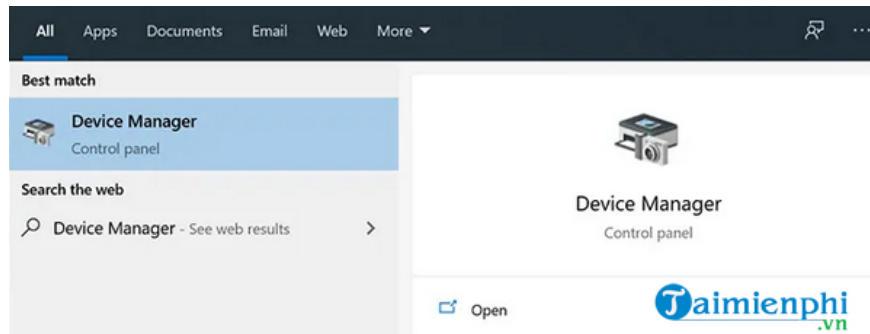 All Apps Documents Email Web More
Best match
Device Manager
Control panel
Search the web
Device Manager - See web results
Device Manager
Control panel
Open
Taimienphi
.vn